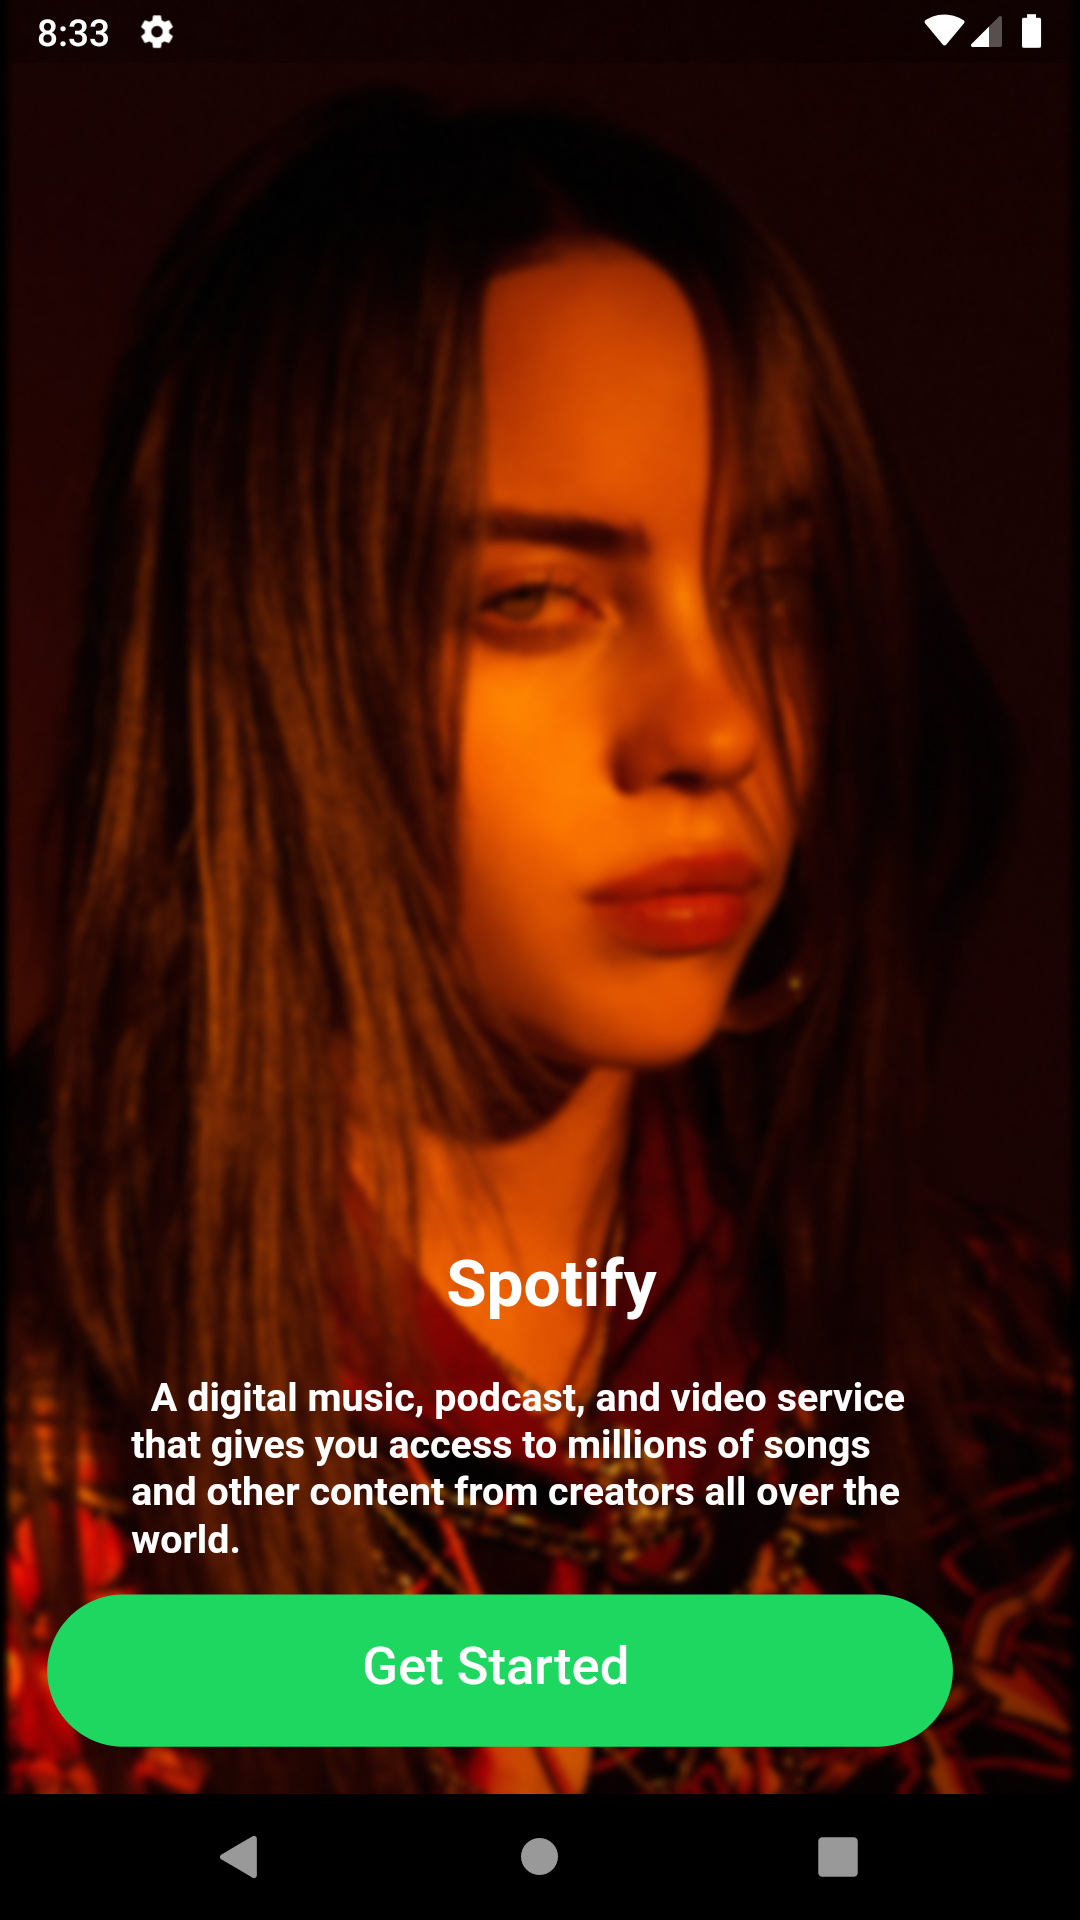 8:33
Spotify
A digital music, podcast, and video service
that gives you access to millions of songs
and other content from creators all over the
world.
Get Started